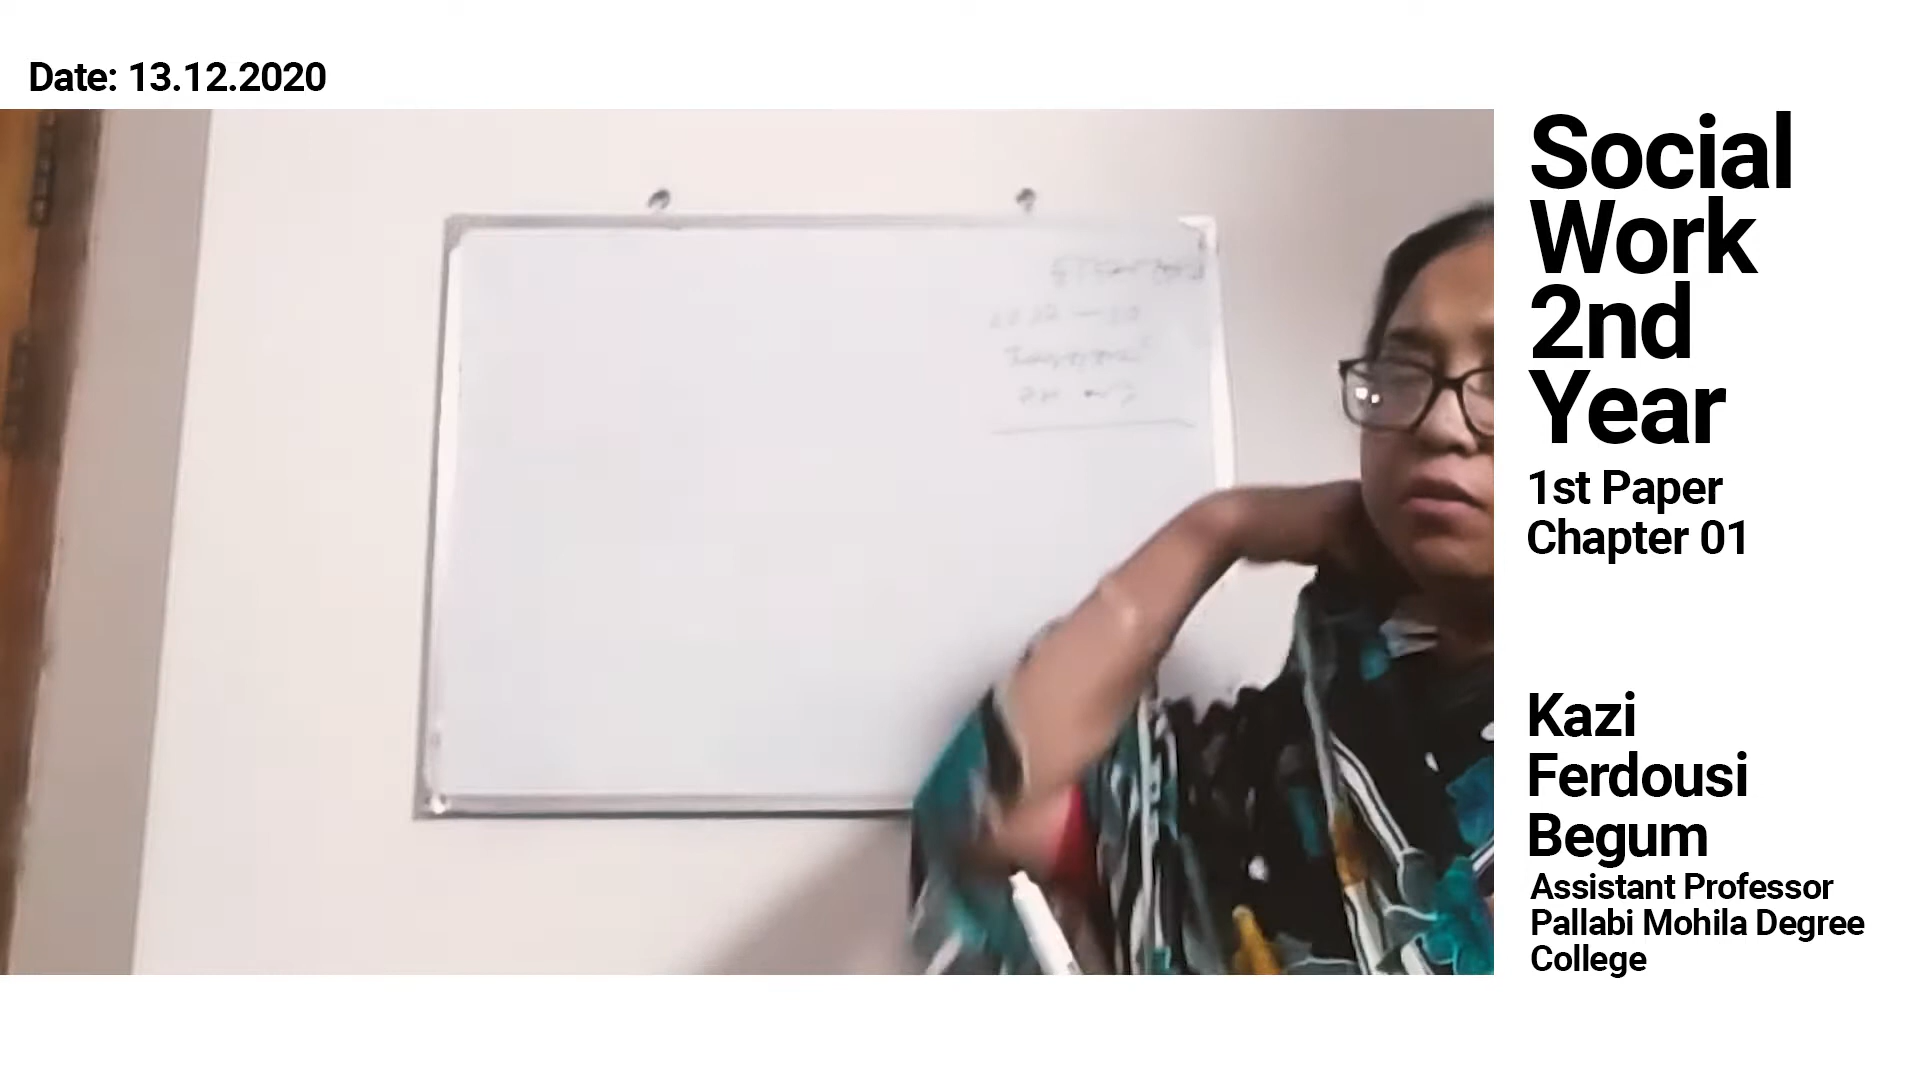 Date: 13.12.2020
Social
Work
2nd
Year
1st Paper
Chapter 01
Kazi
Ferdousi
Begum
Assistant Professor
Pallabi Mohila Degree
College